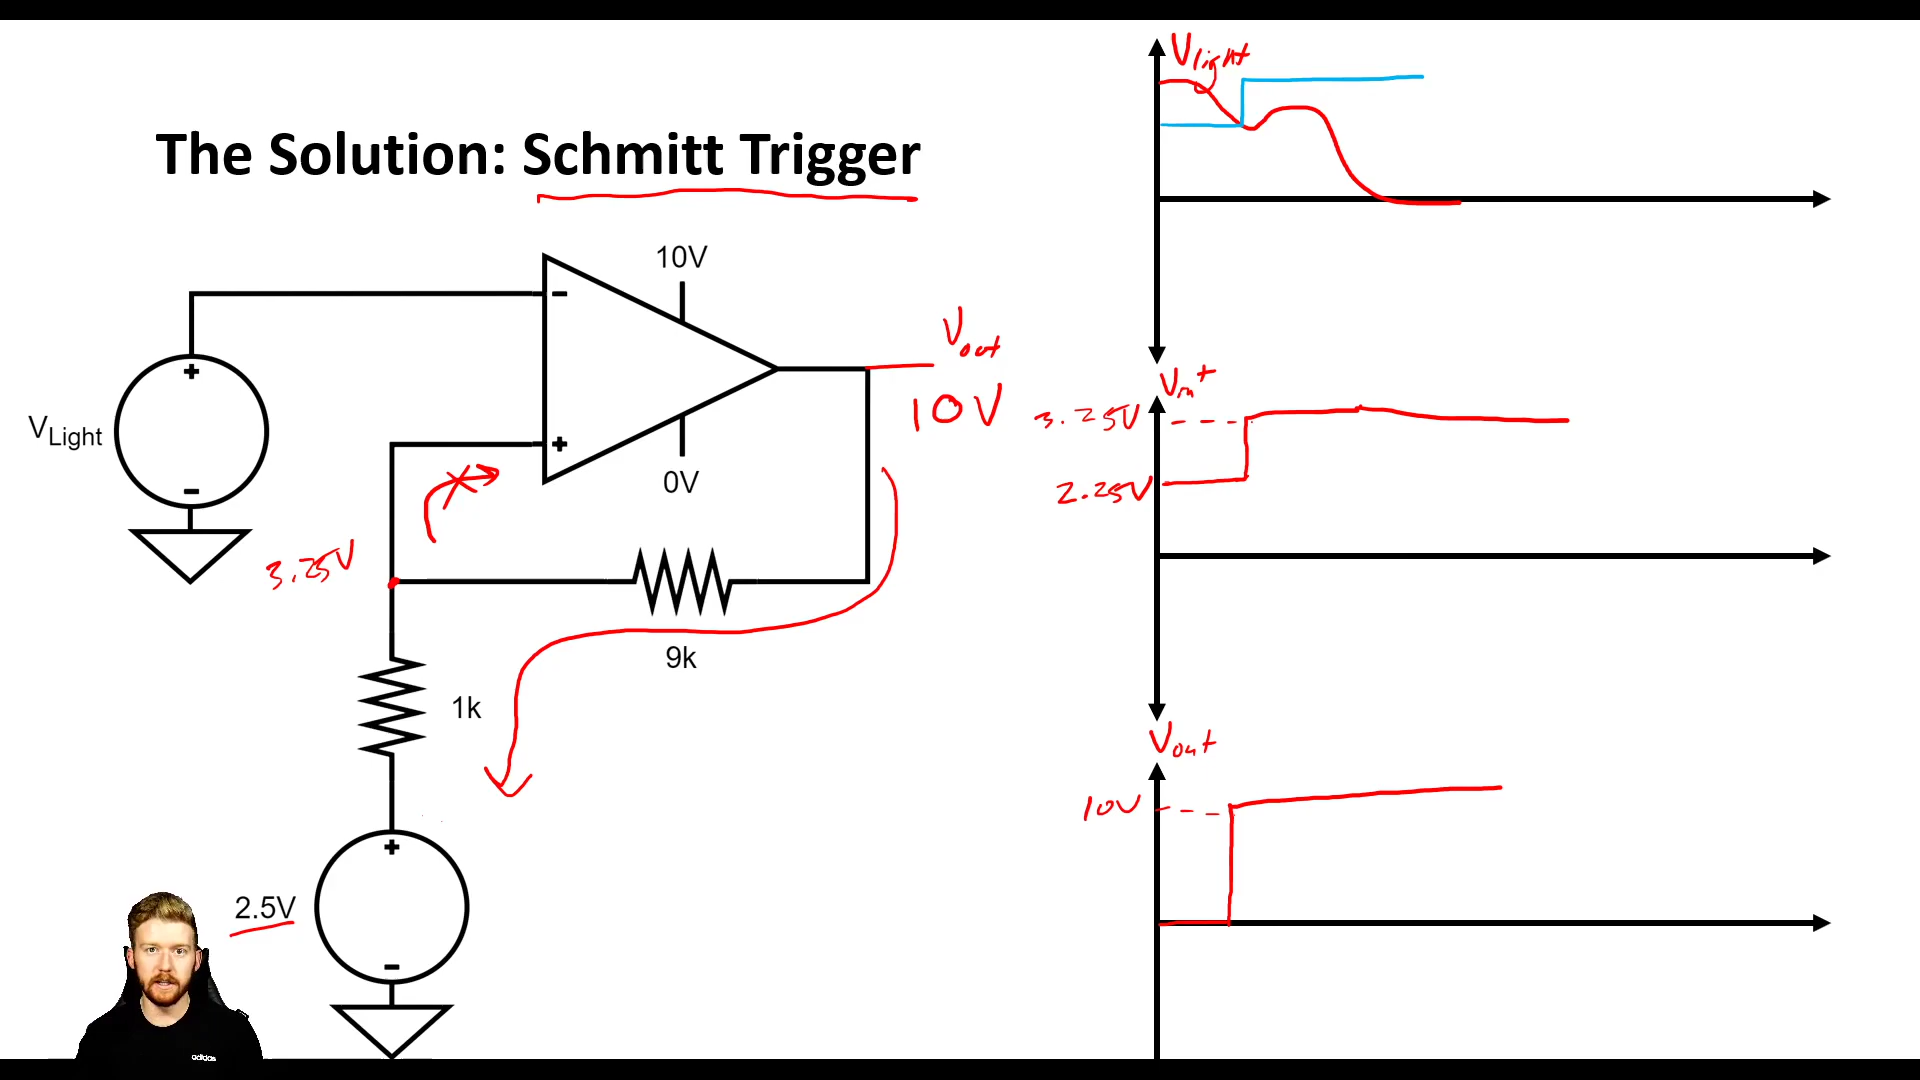 The Solution: Schmitt Trigger
10V
-
+
0V
VLight
+
-
Vout
10V
3.25V
9k
1k
2.5V
+
-
adidas
Vlight
Vin+
3.25V
2.25V
Vout
10V